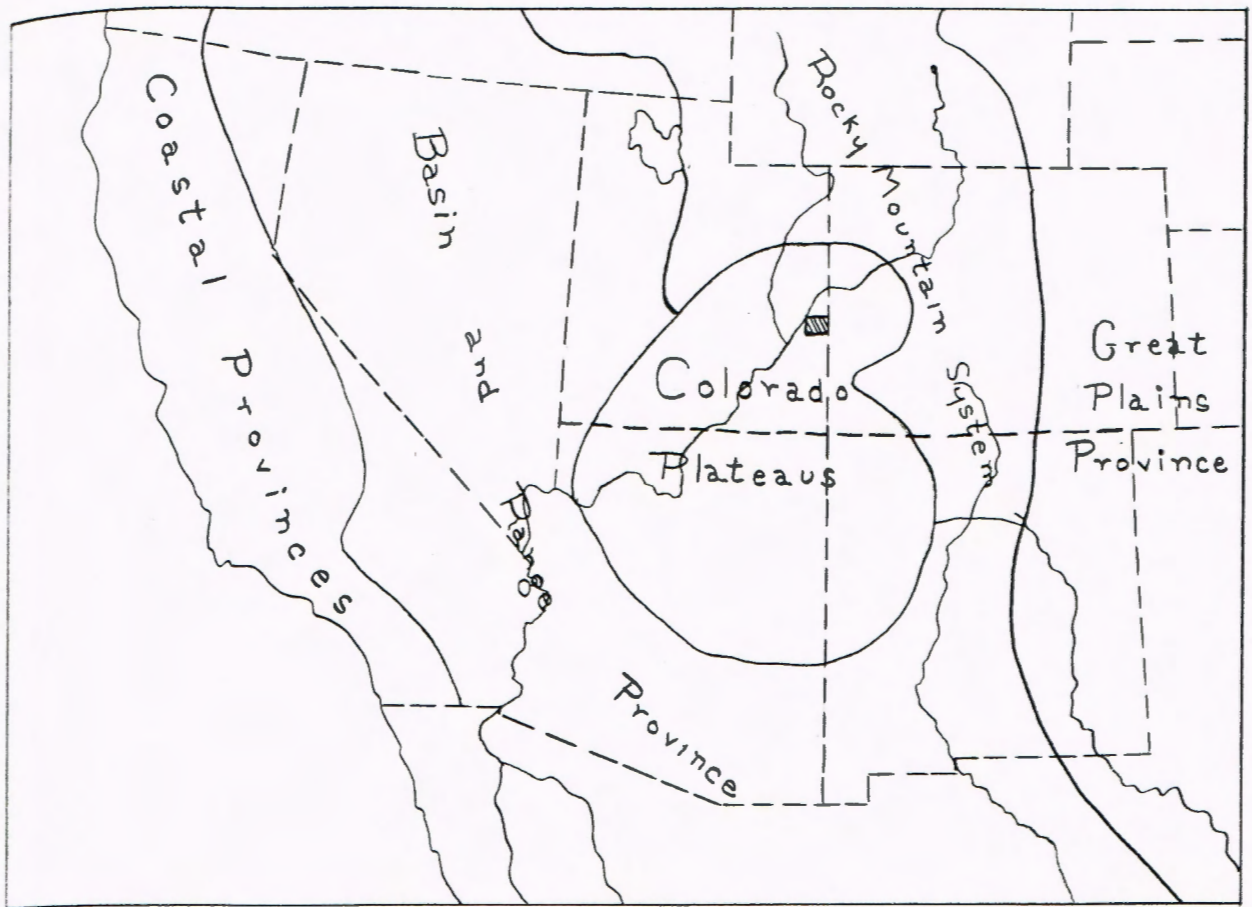 Coastal Provinces
Basin and Range Province
Rocky Mountain System
Colorado
Plateaus
Great
Plains
Province